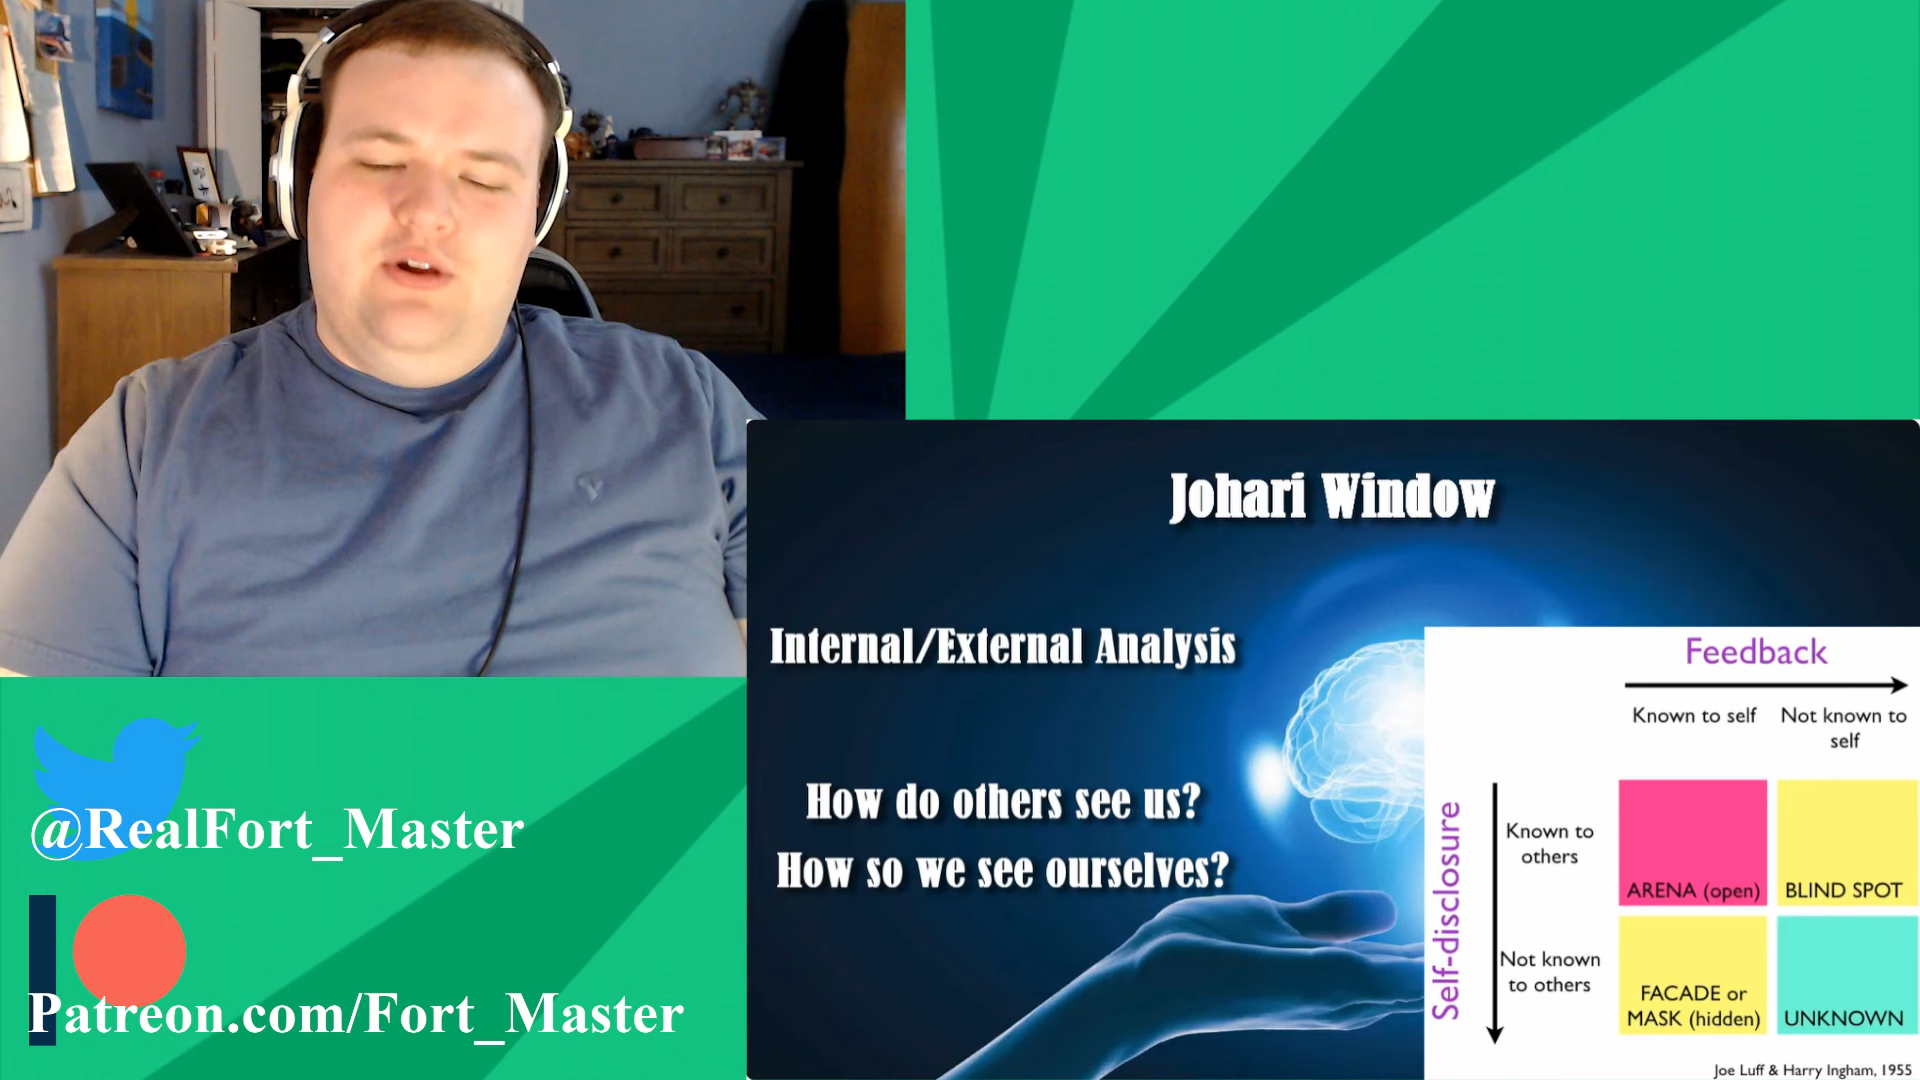 @RealFort_Master
Patreon.com/Fort_Master
Johari Window
Internal/External Analysis
How do others see us?
How so we see ourselves?
Feedback
Known to self
Not known to
self
Self-disclosure
Known to
others
ARENA (open)
BLIND SPOT
Not known
to others
FACADE or
MASK (hidden)
UNKNOWN
Joe Luff & Harry Ingham, 1955